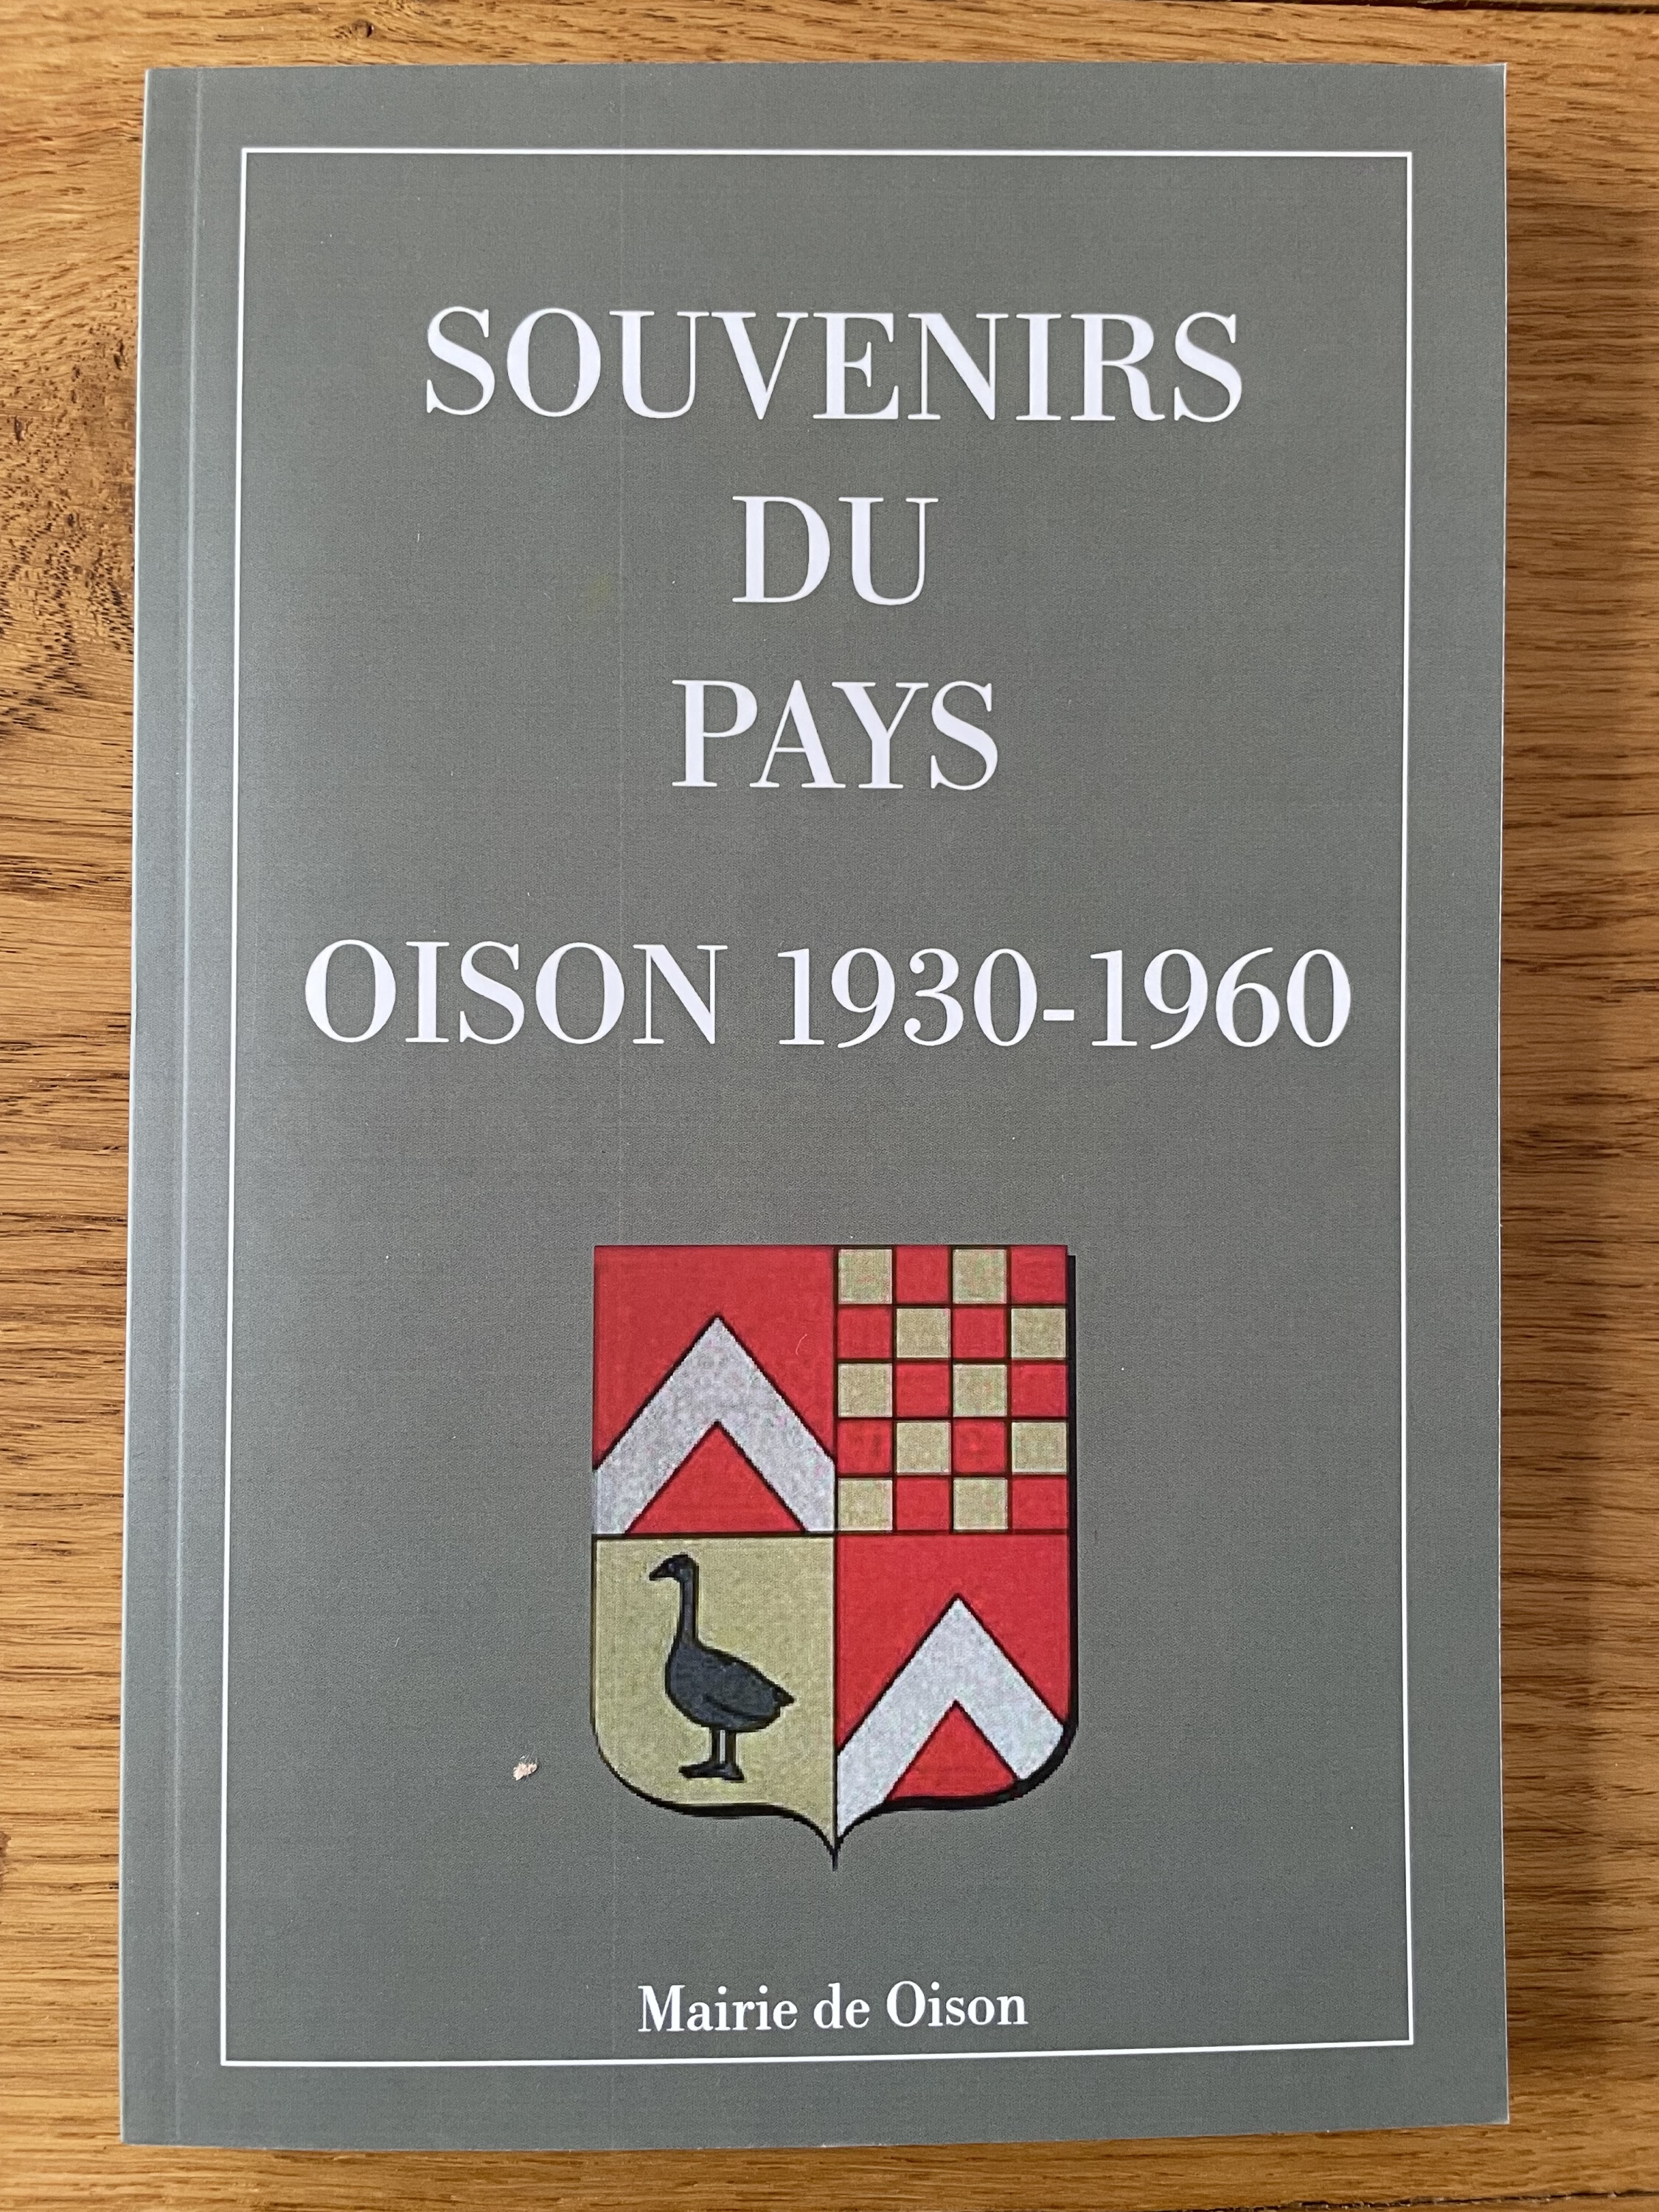 SOUVENIRS
DU
PAYS
OISON 1930-1960
Mairie de Oison